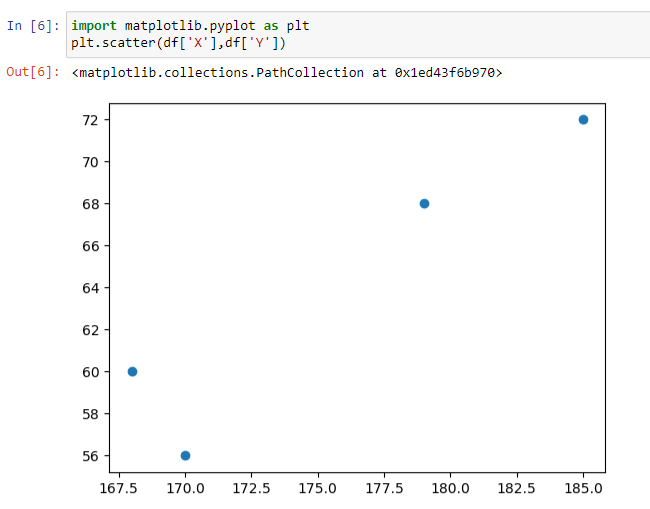 In [6]: import matplotlib.pyplot as plt
plt.scatter(df['X'],df['Y'])
Out[6]: <matplotlib.collections.PathCollection at 0x1ed43f6b970>
72
70
68
66
64
62
60
58
56
167.5 170.0 172.5 175.0 177.5 180.0 182.5 185.0